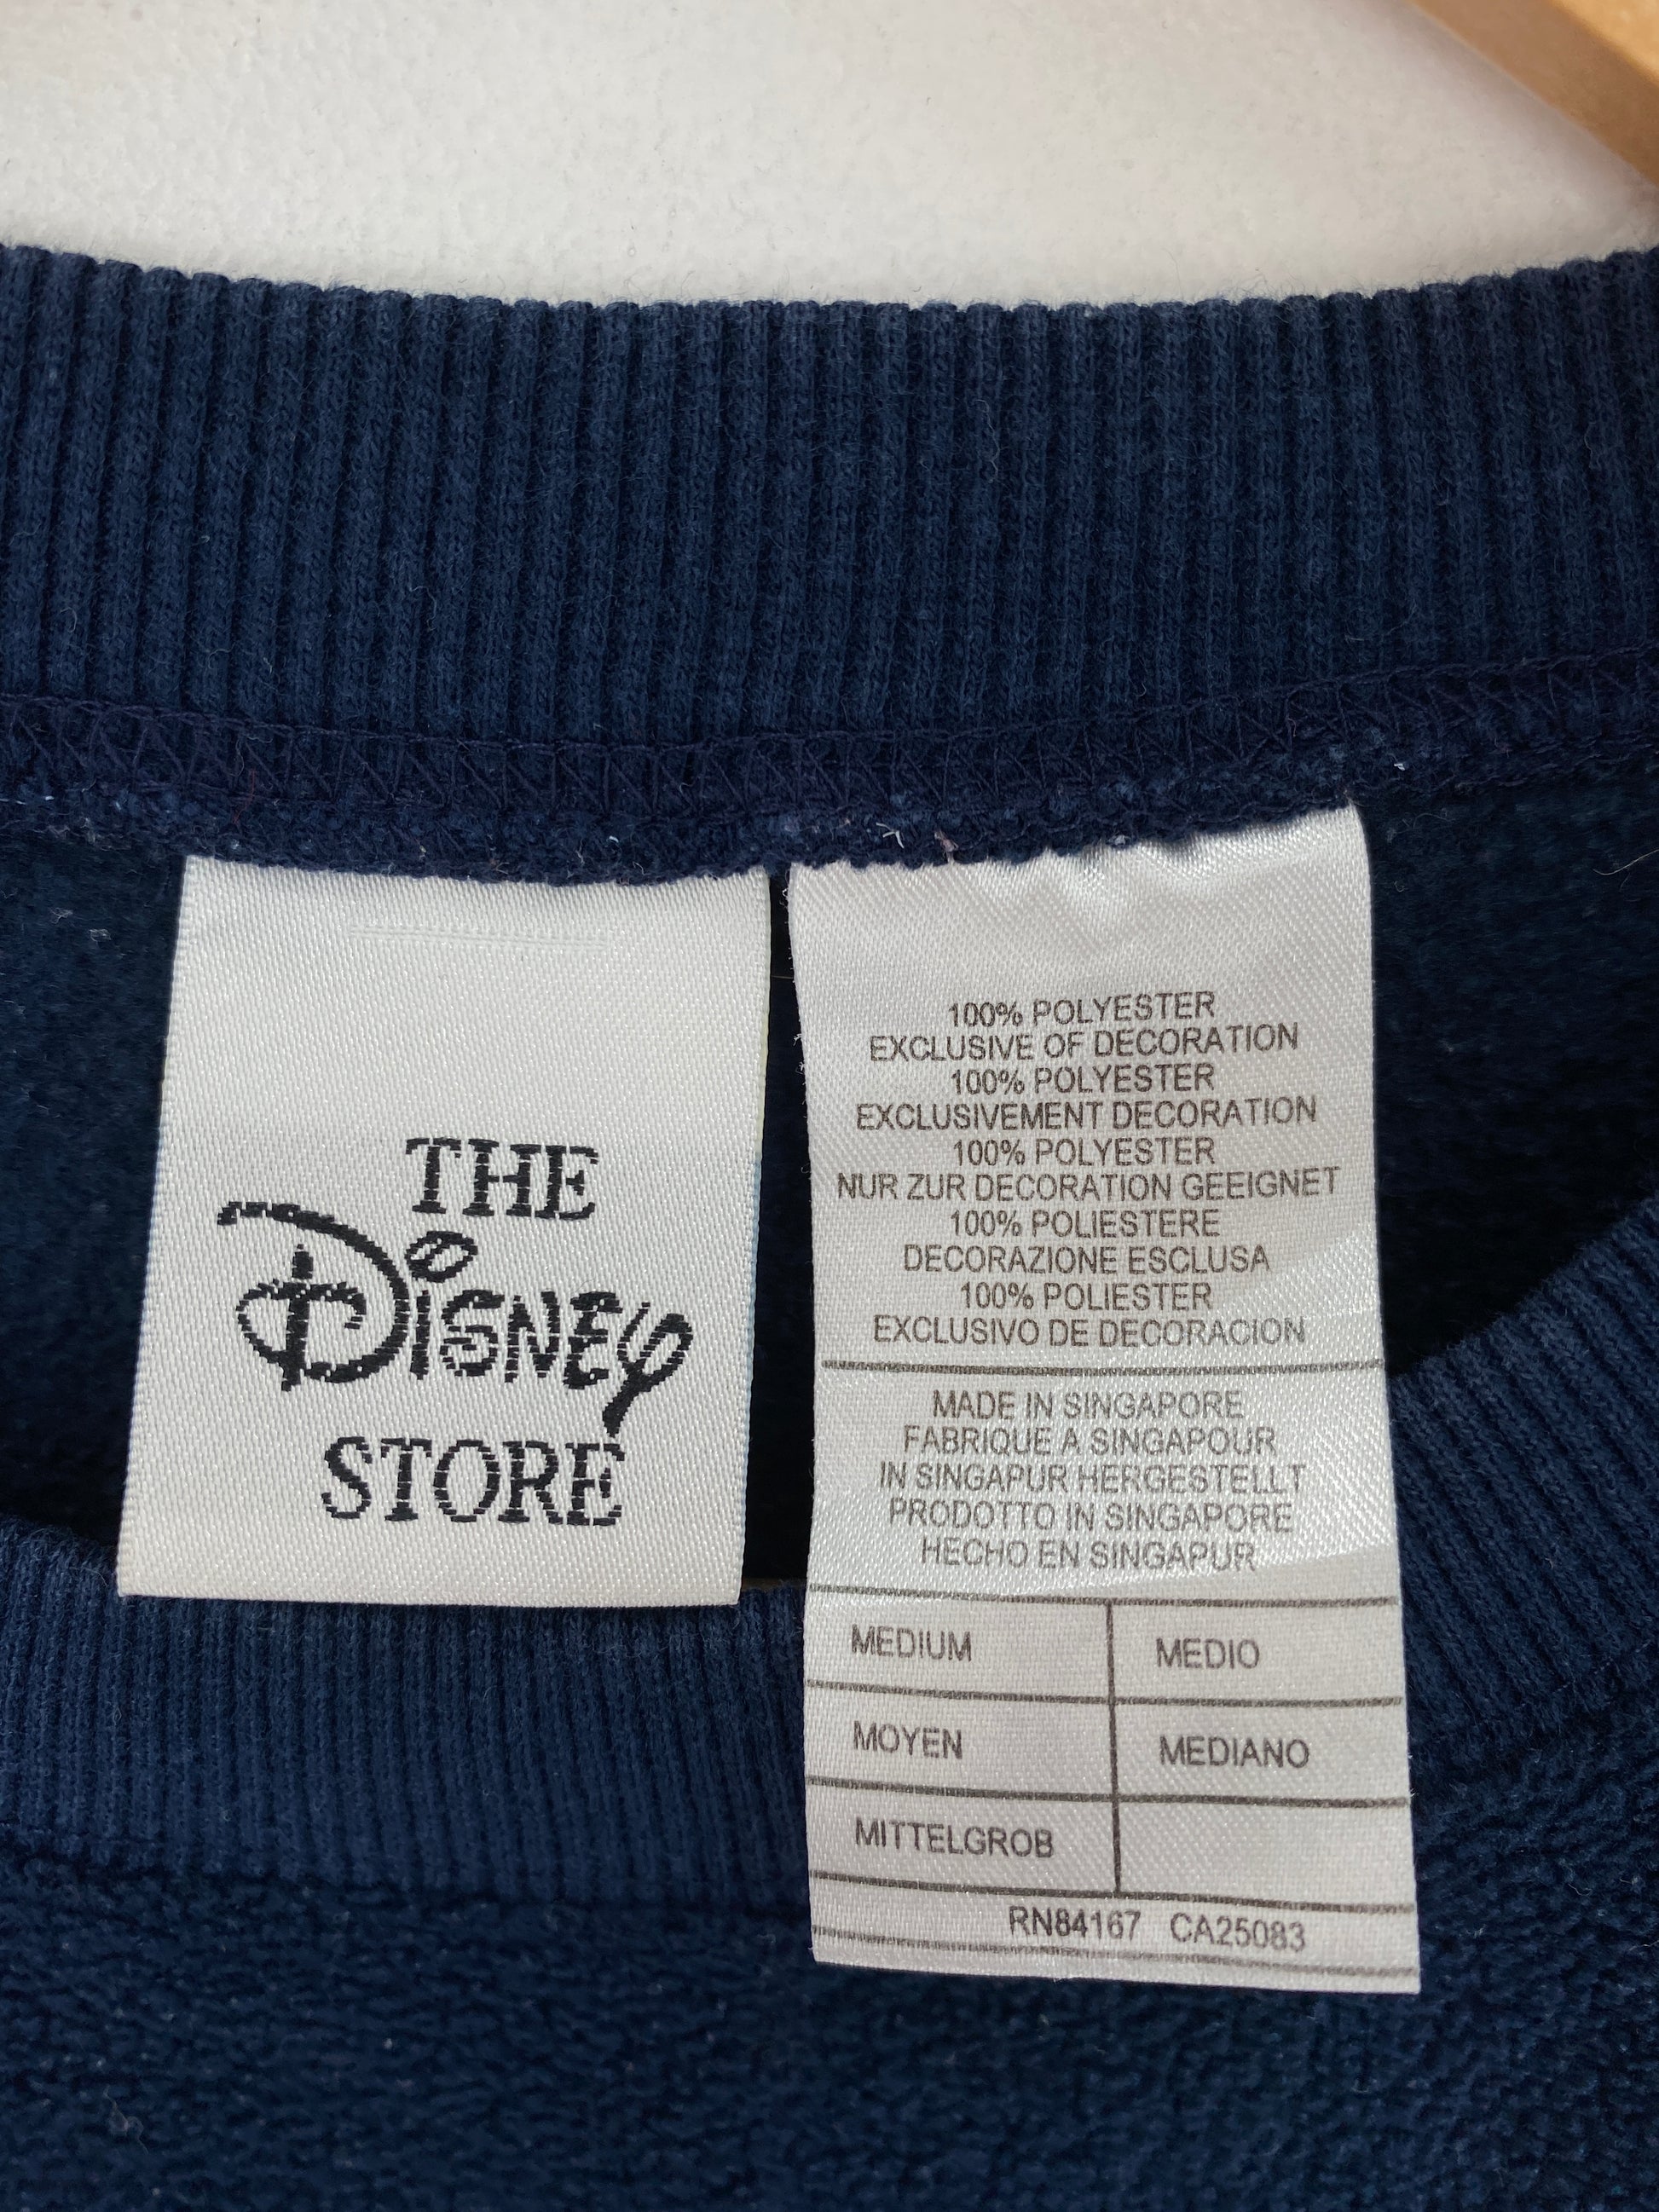 THE
DISNEY
STORE
100% POLYESTER
EXCLUSIVE OF DECORATION
100% POLYESTER
EXCLUSIVEMENT DECORATION
100% POLYESTER
NUR ZUR DECORATION GEEIGNET
100% POLIESTERE
DECORAZIONE ESCLUSA
100% POLIESTER
EXCLUSIVO DE DECORACION
MADE IN SINGAPORE
FABRIQUE A SINGAPOUR
IN SINGAPUR HERGESTELLT
PRODOTTO IN SINGAPORE
HECHO EN SINGAPUR
MEDIUM MEDIO
MOYEN MEDIANO
MITTELGROB
RN84167 CA25083